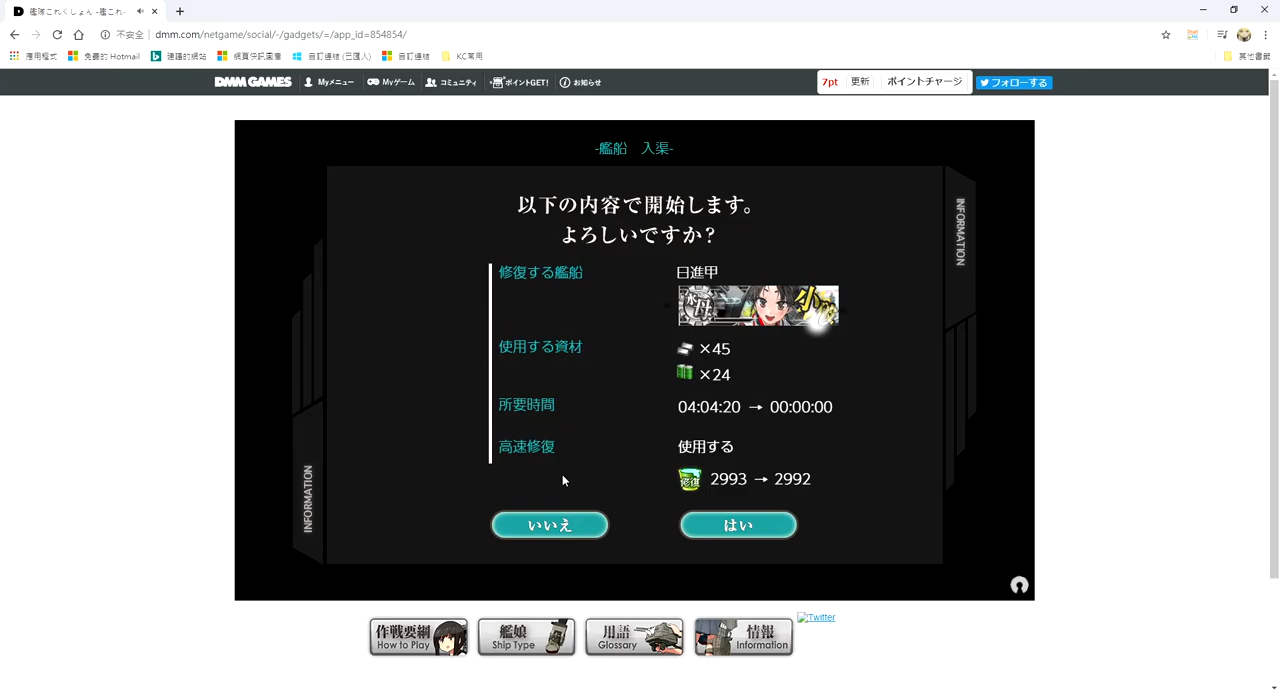 艦隊これくしょん -艦これ-
不安全 dmm.com/netgame/social/-/gadgets/=/app_id=854854/
應用程式 免費的 Hotmail 建議的網站 網頁快訊圖庫 自訂連結 (已匯入) 自訂連結 KC常用 其他書籤
DMM GAMES Myメニュー Myゲーム コミュニティ ポイントGET! お知らせ 7pt 更新 ポイントチャージ フォローする
-艦船 入渠-
以下の内容で開始します。
よろしいですか?
修復する艦船 日進甲
水母 小破
使用する資材 ×45
×24
所要時間 04:04:20 → 00:00:00
高速修復 使用する
修復 2993 → 2992
いいえ はい
INFORMATION
INFORMATION
作戦要綱 How to Play
艦娘 Ship Type
用語 Glossary
情報 Information
Twitter